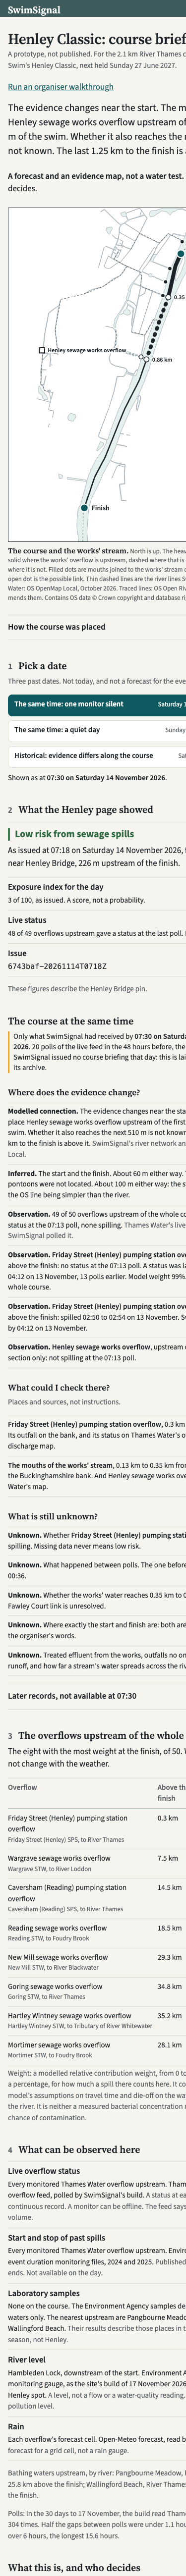 SwimSignal
Henley Classic: course brief
A prototype, not published. For the 2.1 km River Thames c
Swim's Henley Classic, next held Sunday 27 June 2027.
Run an organiser walkthrough
The evidence changes near the start. The m
Henley sewage works overflow upstream of
m of the swim. Whether it also reaches the
not known. The last 1.25 km to the finish is
A forecast and an evidence map, not a water test.
decides.
0.35
Henley sewage works overflow
0.86 km
Finish
The course and the works' stream. North is up. The hea
solid where the works' overflow is upstream, dashed where that is
where it is not. Filled dots are mouths joined to the works' stream
open dot is the possible link. Thin dashed lines are the river lines S
Water: OS OpenMap Local, October 2026. Traced lines: OS Open Ri
mends them. Contains OS data © Crown copyright and database ri
How the course was placed
1 Pick a date
Three past dates. Not today, and not a forecast for the eve
The same time: one monitor silent
Saturday 1
The same time: a quiet day
Sunday
Historical: evidence differs along the course
Sat
Shown as at 07:30 on Saturday 14 November 2026.
2 What the Henley page showed
Low risk from sewage spills
As issued at 07:18 on Saturday 14 November 2026,
near Henley Bridge, 226 m upstream of the finish.
Exposure index for the day
3 of 100, as issued. A score, not a probability.
Live status
48 of 49 overflows upstream gave a status at the last poll.
Issue
6743baf–20261114T0718Z
These figures describe the Henley Bridge pin.
The course at the same time
Only what SwimSignal had received by 07:30 on Saturd
2026. 20 polls of the live feed in the 48 hours before, the
SwimSignal issued no course briefing that day: this is lat
its archive.
Where does the evidence change?
Modelled connection. The evidence changes near the sta
place Henley sewage works overflow upstream of the firs
swim. Whether it also reaches the next 510 m is not known
km to the finish is above it. SwimSignal's river network an
Local.
Inferred. The start and the finish. About 60 m either way.
pontoons were not located. About 100 m either way: the s
the OS line being simpler than the river.
Observation. 49 of 50 overflows upstream of the whole co
status at the 07:13 poll, none spilling. Thames Water's live
SwimSignal polled it.
Observation. Friday Street (Henley) pumping station ove
above the finish: no status at the 07:13 poll. A status was la
04:12 on 13 November, 13 polls earlier. Model weight 99%,
whole course.
Observation. Friday Street (Henley) pumping station ove
above the finish: spilled 02:50 to 02:54 on 13 November. S
by 04:12 on 13 November.
Observation. Henley sewage works overflow, upstream
section only: not spilling at the 07:13 poll.
What could I check there?
Places and sources, not instructions.
Friday Street (Henley) pumping station overflow, 0.3 km
Its outfall on the bank, and its status on Thames Water's o
discharge map.
The mouths of the works' stream, 0.13 km to 0.35 km from
the Buckinghamshire bank. And Henley sewage works ove
Water's map.
What is still unknown?
Unknown. Whether Friday Street (Henley) pumping stati
spilling. Missing data never means low risk.
Unknown. What happened between polls. The one before
00:36.
Unknown. Whether the works' water reaches 0.35 km to 0
Fawley Court link is unresolved.
Unknown. Where exactly the start and finish are: both are
the organiser's words.
Unknown. Treated effluent from the works, outfalls no on
runoff, and how far a stream's water spreads across the riv
Later records, not available at 07:30
3 The overflows upstream of the whole
The eight with the most weight at the finish, of 50. W
not change with the weather.
Overflow
Above th
finish
Friday Street (Henley) pumping station
overflow
0.3 km
Friday Street (Henley) SPS, to River Thames
Wargrave sewage works overflow
7.5 km
Wargrave STW, to River Loddon
Caversham (Reading) pumping station
overflow
14.5 km
Caversham (Reading) SPS, to River Thames
Reading sewage works overflow
18.5 km
Reading STW, to Foudry Brook
New Mill sewage works overflow
29.3 km
New Mill STW, to River Blackwater
Goring sewage works overflow
34.8 km
Goring STW, to River Thames
Hartley Wintney sewage works overflow
35.2 km
Hartley Wintney STW, to Tributary of River Whitewater
Mortimer sewage works overflow
28.1 km
Mortimer STW, to Foudry Brook
Weight: a modelled relative contribution weight, from 0 to
a percentage, for how much a spill there counts here. It co
model's assumptions on travel time and die-off on the wa
the river. It is neither a measured bacterial concentration n
chance of contamination.
4 What can be observed here
Live overflow status
Every monitored Thames Water overflow upstream. Tham
overflow feed, polled by SwimSignal's build. A status at ea
continuous record. A monitor can be offline. The feed says
volume.
Start and stop of past spills
Every monitored Thames Water overflow upstream. Enviro
event duration monitoring files, 2024 and 2025. Published
ends. Not available on the day.
Laboratory samples
None on the course. The Environment Agency samples de
waters only. The nearest upstream are Pangbourne Meado
Wallingford Beach. Their results describe those places in t
season, not Henley.
River level
Hambleden Lock, downstream of the start. Environment A
monitoring gauge, as the site's build of 17 November 2026
Henley spot. A level, not a flow or a water-quality reading.
pollution level.
Rain
Each overflow's forecast cell. Open-Meteo forecast, read b
forecast for a grid cell, not a rain gauge.
Bathing waters upstream, by river: Pangbourne Meadow, R
25.8 km above the finish; Wallingford Beach, River Thames
the finish.
Polls: in the 30 days to 17 November, the build read Tham
304 times. Half the gaps between polls were under 1.1 hou
over 6 hours, the longest 15.6 hours.
What this is, and who decides